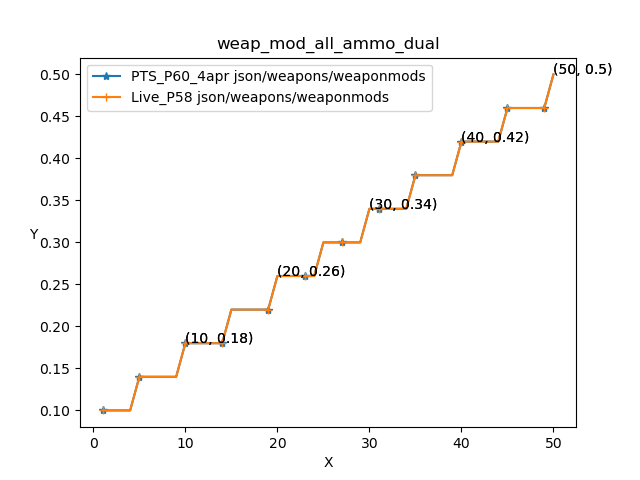 weap_mod_all_ammo_dual
PTS_P60_4apr json/weapons/weaponmods
Live_P58 json/weapons/weaponmods
(50, 0.5)
(40, 0.42)
(30, 0.34)
(20, 0.26)
(10, 0.18)
0.50
0.45
0.40
0.35
0.30
0.25
0.20
0.15
0.10
Y
0 10 20 30 40 50
X